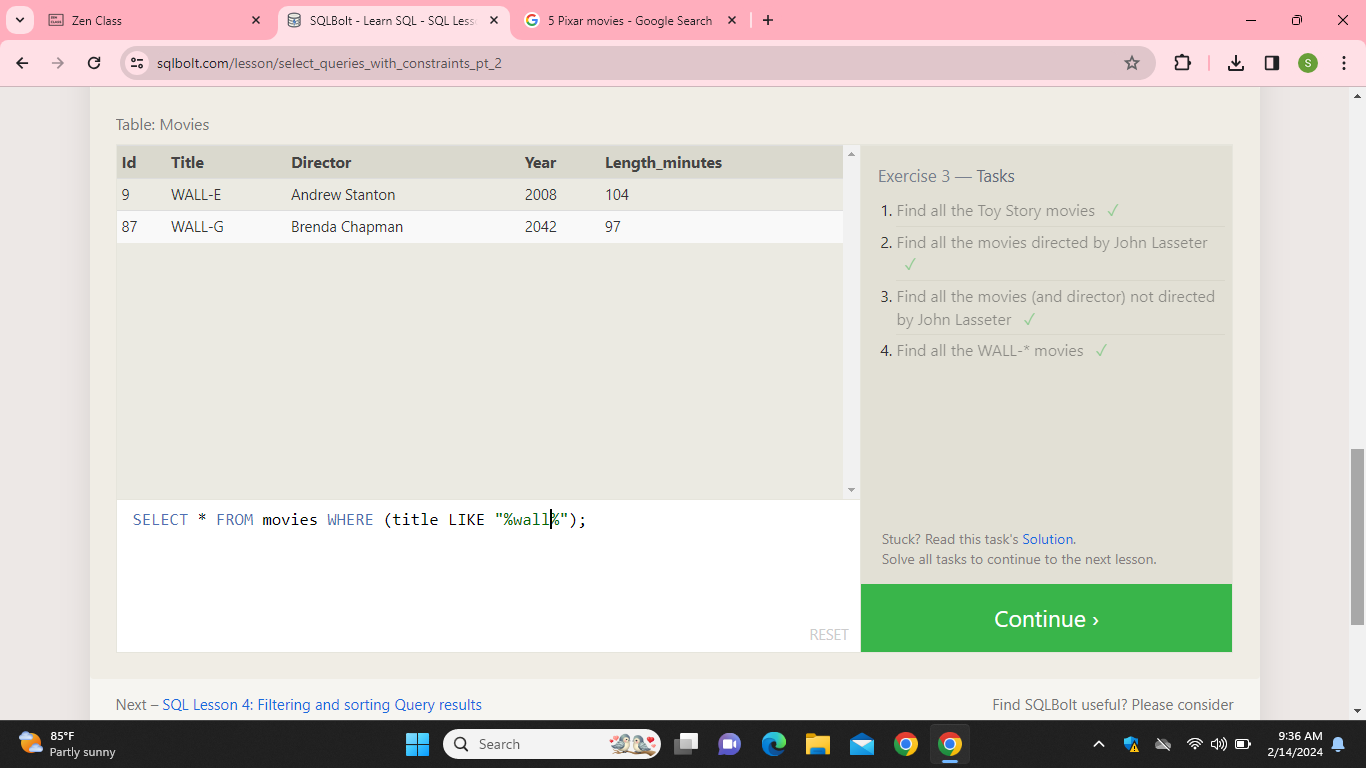 Zen Class
SQLBolt - Learn SQL - SQL Less
5 Pixar movies - Google Search
sqlbolt.com/lesson/select_queries_with_constraints_pt_2
S
Table: Movies
Id Title Director Year Length_minutes
9 WALL-E Andrew Stanton 2008 104
87 WALL-G Brenda Chapman 2042 97
Exercise 3 — Tasks
1. Find all the Toy Story movies ✓
2. Find all the movies directed by John Lasseter
✓
3. Find all the movies (and director) not directed
by John Lasseter ✓
4. Find all the WALL-* movies ✓
SELECT * FROM movies WHERE (title LIKE "%wall%");
RESET
Stuck? Read this task's Solution.
Solve all tasks to continue to the next lesson.
Continue ›
Next – SQL Lesson 4: Filtering and sorting Query results
Find SQLBolt useful? Please consider
85°F
Partly sunny
Search
9:36 AM
2/14/2024